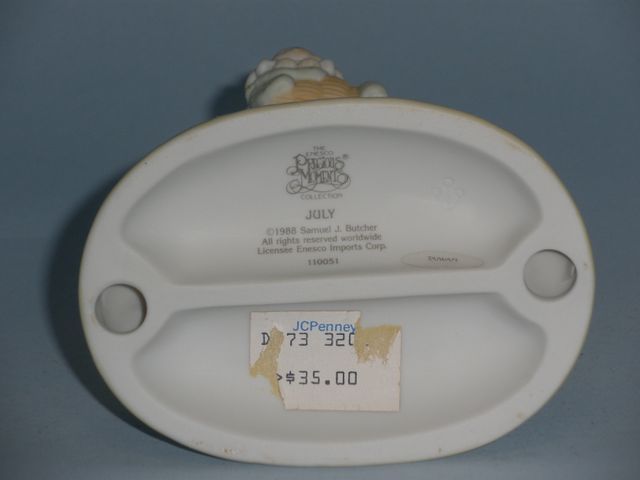 THE
ENESCO
Precious®
Moments
COLLECTION
JULY
©1988 Samuel J. Butcher
All rights reserved worldwide
Licensee Enesco Imports Corp.
110051
JCPenney
D 73 320
$35.00